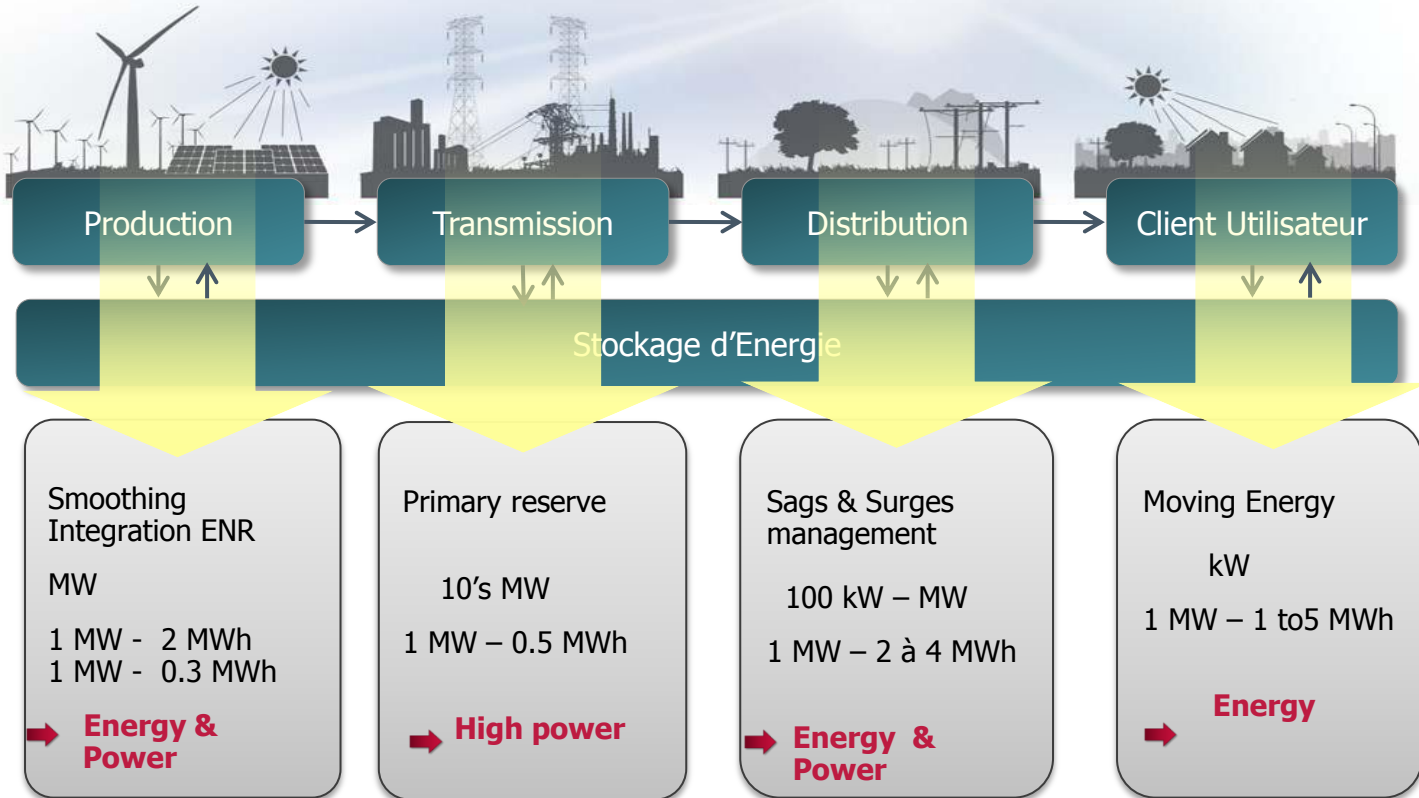 Production
Transmission
Distribution
Client Utilisateur
Stockage d'Energie
Smoothing
Integration ENR
MW
1 MW - 2 MWh
1 MW - 0.3 MWh
Energy &
Power
Primary reserve
10's MW
1 MW – 0.5 MWh
High power
Sags & Surges
management
100 kW – MW
1 MW – 2 à 4 MWh
Energy &
Power
Moving Energy
kW
1 MW – 1 to5 MWh
Energy